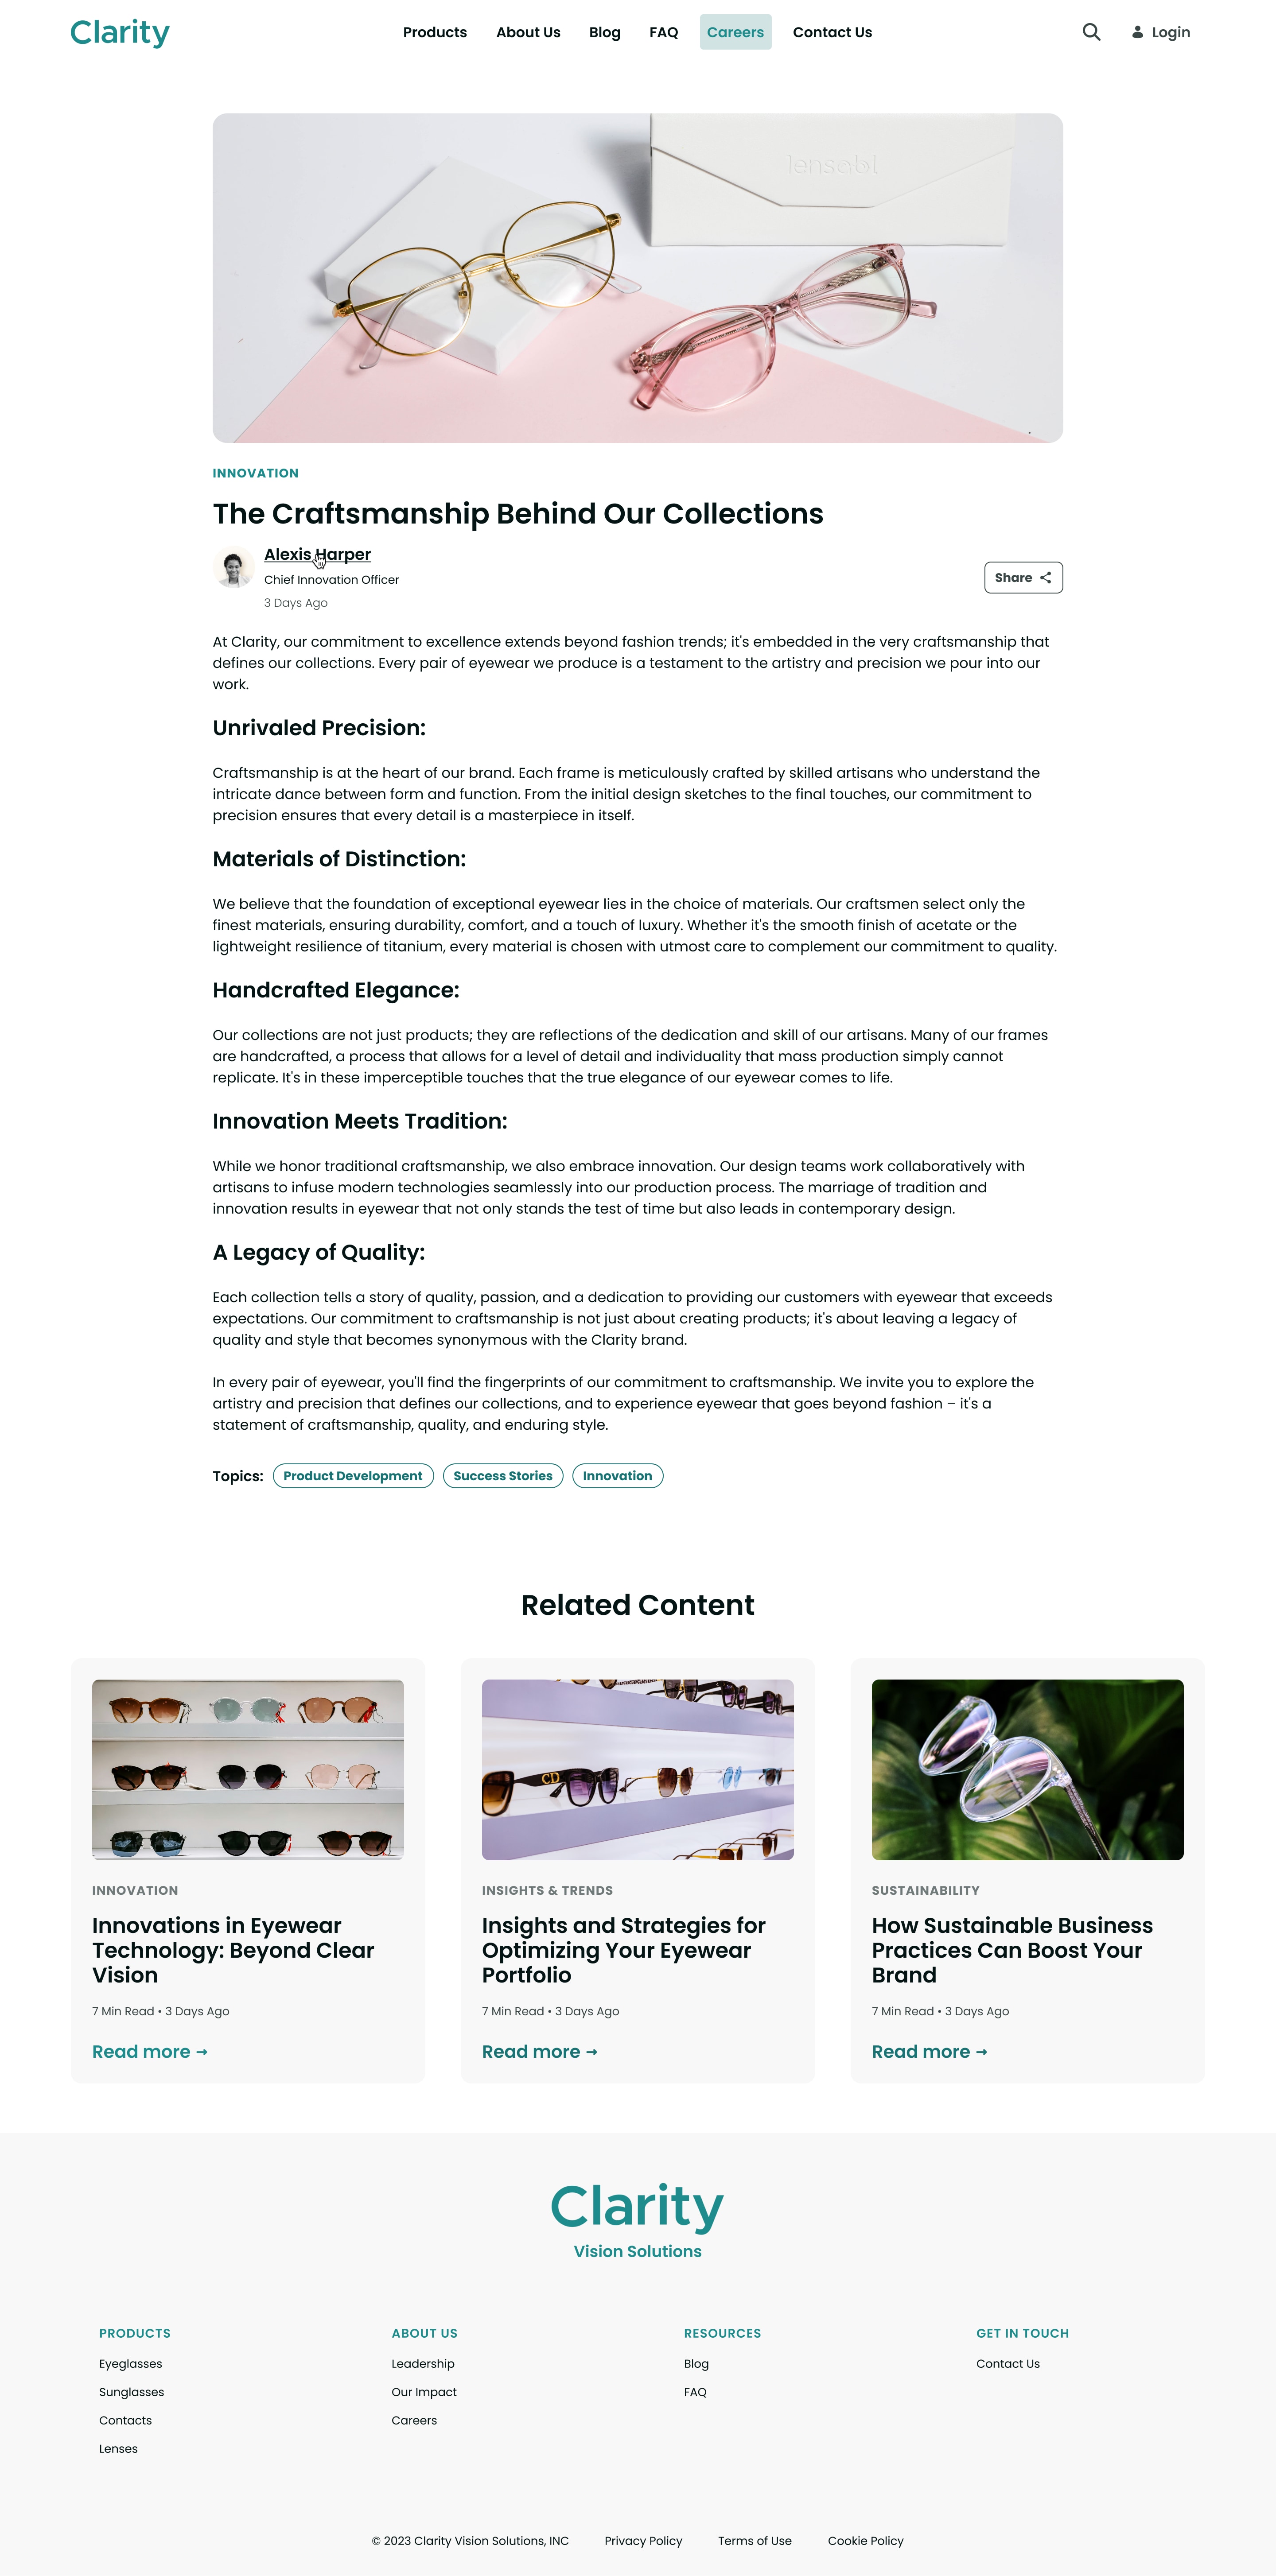 Clarity
Products
About Us
Blog
FAQ
Careers
Contact Us
Login
INNOVATION
The Craftsmanship Behind Our Collections
Alexis Harper
Chief Innovation Officer
3 Days Ago
Share
At Clarity, our commitment to excellence extends beyond fashion trends; it's embedded in the very craftsmanship that
defines our collections. Every pair of eyewear we produce is a testament to the artistry and precision we pour into our
work.
Unrivaled Precision:
Craftsmanship is at the heart of our brand. Each frame is meticulously crafted by skilled artisans who understand the
intricate dance between form and function. From the initial design sketches to the final touches, our commitment to
precision ensures that every detail is a masterpiece in itself.
Materials of Distinction:
We believe that the foundation of exceptional eyewear lies in the choice of materials. Our craftsmen select only the
finest materials, ensuring durability, comfort, and a touch of luxury. Whether it's the smooth finish of acetate or the
lightweight resilience of titanium, every material is chosen with utmost care to complement our commitment to quality.
Handcrafted Elegance:
Our collections are not just products; they are reflections of the dedication and skill of our artisans. Many of our frames
are handcrafted, a process that allows for a level of detail and individuality that mass production simply cannot
replicate. It's in these imperceptible touches that the true elegance of our eyewear comes to life.
Innovation Meets Tradition:
While we honor traditional craftsmanship, we also embrace innovation. Our design teams work collaboratively with
artisans to infuse modern technologies seamlessly into our production process. The marriage of tradition and
innovation results in eyewear that not only stands the test of time but also leads in contemporary design.
A Legacy of Quality:
Each collection tells a story of quality, passion, and a dedication to providing our customers with eyewear that exceeds
expectations. Our commitment to craftsmanship is not just about creating products; it's about leaving a legacy of
quality and style that becomes synonymous with the Clarity brand.
In every pair of eyewear, you'll find the fingerprints of our commitment to craftsmanship. We invite you to explore the
artistry and precision that defines our collections, and to experience eyewear that goes beyond fashion – it's a
statement of craftsmanship, quality, and enduring style.
Topics:
Product Development
Success Stories
Innovation
Related Content
INNOVATION
Innovations in Eyewear
Technology: Beyond Clear
Vision
7 Min Read • 3 Days Ago
Read more →
CD
INSIGHTS & TRENDS
Insights and Strategies for
Optimizing Your Eyewear
Portfolio
7 Min Read • 3 Days Ago
Read more →
SUSTAINABILITY
How Sustainable Business
Practices Can Boost Your
Brand
7 Min Read • 3 Days Ago
Read more →
Clarity
Vision Solutions
PRODUCTS
Eyeglasses
Sunglasses
Contacts
Lenses
ABOUT US
Leadership
Our Impact
Careers
RESOURCES
Blog
FAQ
GET IN TOUCH
Contact Us
© 2023 Clarity Vision Solutions, INC
Privacy Policy
Terms of Use
Cookie Policy